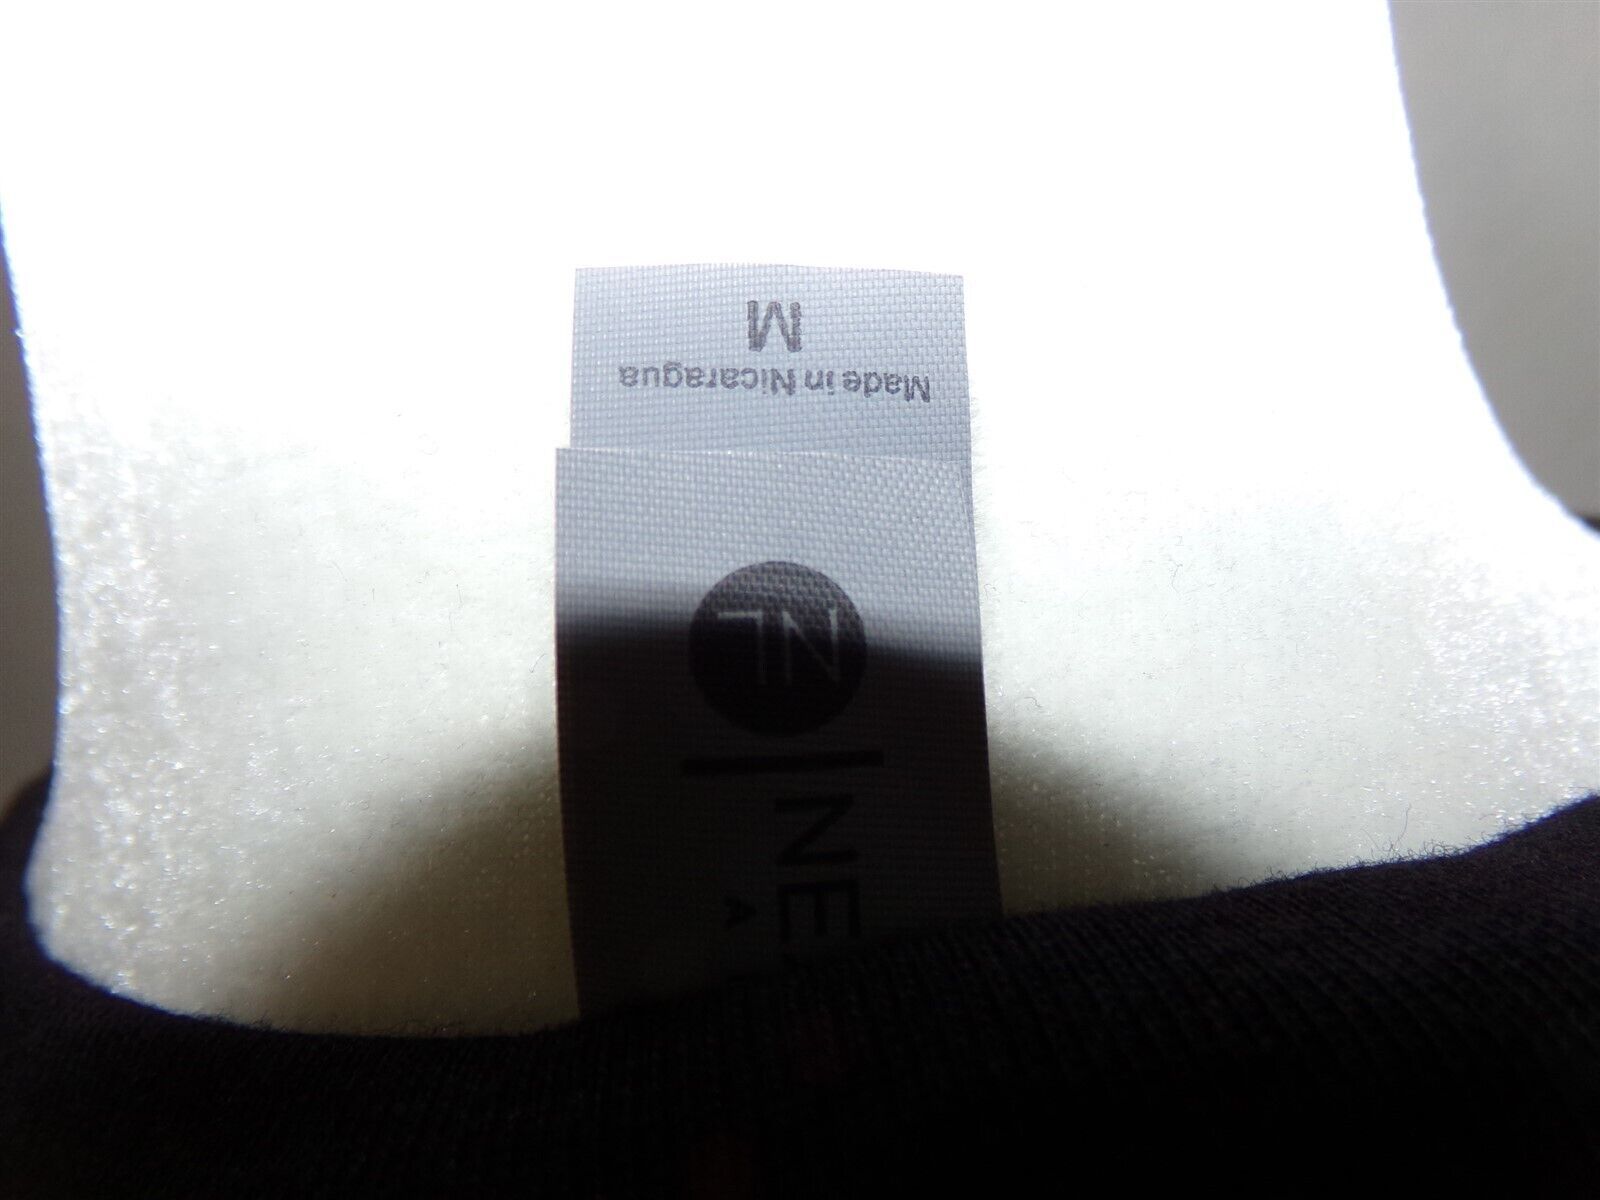 NL | NE
A
Made in Nicaragua
M